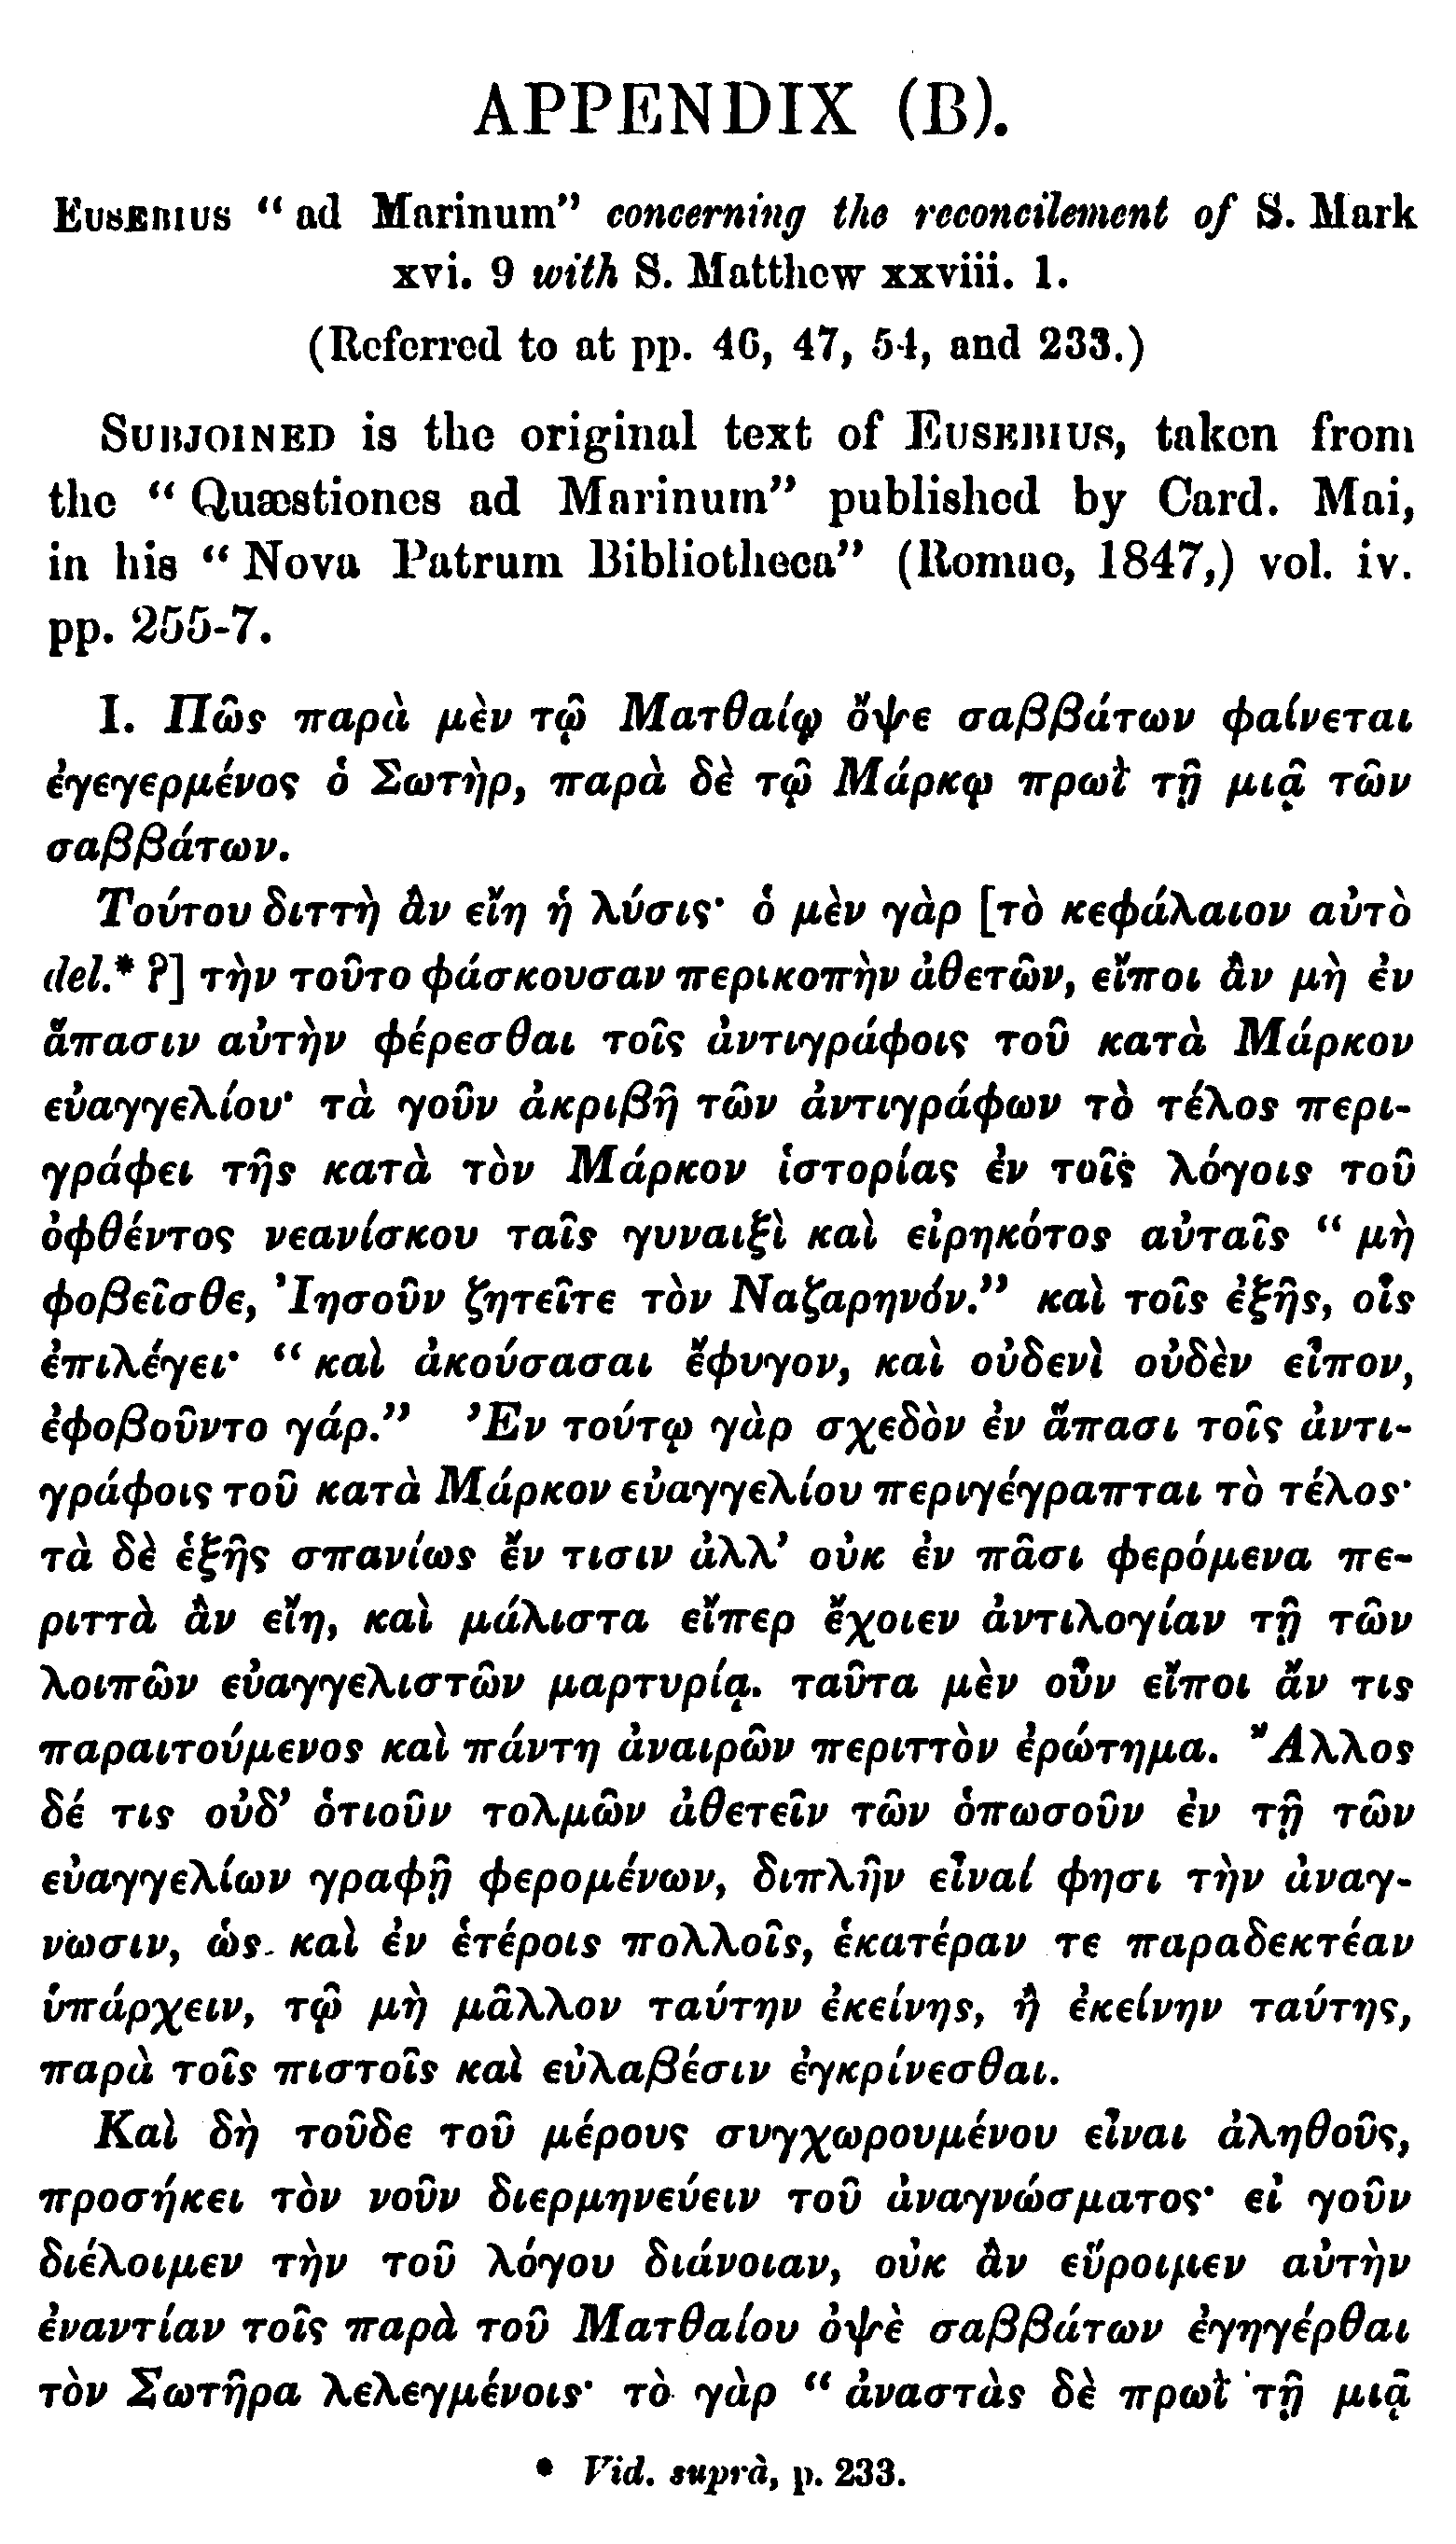 APPENDIX (B).
EUSEBIUS “ad Marinum” concerning the reconcilement of S. Mark
xvi. 9 with S. Matthew xxviii. 1.
(Referred to at pp. 46, 47, 54, and 233.)
SUBJOINED is the original text of EUSEBIUS, taken from
the “Quæstiones ad Marinum” published by Card. Mai,
in his “Nova Patrum Bibliotheca” (Romae, 1847,) vol. iv.
pp. 255-7.
I. Πῶς παρὰ μὲν τῷ Ματθαίῳ ὄψε σαββάτων φαίνεται
ἐγεγερμένος ὁ Σωτὴρ, παρὰ δὲ τῷ Μάρκῳ πρωῒ τῇ μιᾷ τῶν
σαββάτων.
Τούτου διττὴ ἂν εἴη ἡ λύσις· ὁ μὲν γὰρ [τὸ κεφάλαιον αὐτὸ
del.* ?] τὴν τοῦτο φάσκουσαν περικοπὴν ἀθετῶν, εἴποι ἂν μὴ ἐν
ἅπασιν αὐτὴν φέρεσθαι τοῖς ἀντιγράφοις τοῦ κατὰ Μάρκον
εὐαγγελίου· τὰ γοῦν ἀκριβῆ τῶν ἀντιγράφων τὸ τέλος περι-
γράφει τῆς κατὰ τὸν Μάρκον ἱστορίας ἐν τοῖς λόγοις τοῦ
ὀφθέντος νεανίσκου ταῖς γυναιξὶ καὶ εἰρηκότος αὐταῖς “μὴ
φοβεῖσθε, Ἰησοῦν ζητεῖτε τὸν Ναζαρηνόν.” καὶ τοῖς ἑξῆς, οἷς
ἐπιλέγει· “καὶ ἀκούσασαι ἔφυγον, καὶ οὐδενὶ οὐδὲν εἶπον,
ἐφοβοῦντο γάρ.” Ἐν τούτῳ γὰρ σχεδὸν ἐν ἅπασι τοῖς ἀντι-
γράφοις τοῦ κατὰ Μάρκον εὐαγγελίου περιγέγραπται τὸ τέλος·
τὰ δὲ ἑξῆς σπανίως ἔν τισιν ἀλλ’ οὐκ ἐν πᾶσι φερόμενα πε-
ριττὰ ἂν εἴη, καὶ μάλιστα εἴπερ ἔχοιεν ἀντιλογίαν τῇ τῶν
λοιπῶν εὐαγγελιστῶν μαρτυρίᾳ. ταῦτα μὲν οὖν εἴποι ἄν τις
παραιτούμενος καὶ πάντη ἀναιρῶν περιττὸν ἐρώτημα. Ἄλλος
δέ τις οὐδ’ ὁτιοῦν τολμῶν ἀθετεῖν τῶν ὁπωσοῦν ἐν τῇ τῶν
εὐαγγελίων γραφῇ φερομένων, διπλῆν εἶναί φησι τὴν ἀναγ-
νωσιν, ὡς καὶ ἐν ἑτέροις πολλοῖς, ἑκατέραν τε παραδεκτέαν
ὑπάρχειν, τῷ μὴ μᾶλλον ταύτην ἐκείνης, ἢ ἐκείνην ταύτης,
παρὰ τοῖς πιστοῖς καὶ εὐλαβέσιν ἐγκρίνεσθαι.
Καὶ δὴ τοῦδε τοῦ μέρους συγχωρουμένου εἶναι ἀληθοῦς,
προσήκει τὸν νοῦν διερμηνεύειν τοῦ ἀναγνώσματος· εἰ γοῦν
διέλοιμεν τὴν τοῦ λόγου διάνοιαν, οὐκ ἂν εὕροιμεν αὐτὴν
ἐναντίαν τοῖς παρὰ τοῦ Ματθαίου ὀψὲ σαββάτων ἐγηγέρθαι
τὸν Σωτῆρα λελεγμένοις· τὸ γὰρ “ἀναστὰς δὲ πρωῒ τῇ μιᾷ
* Vid. suprà, p. 233.